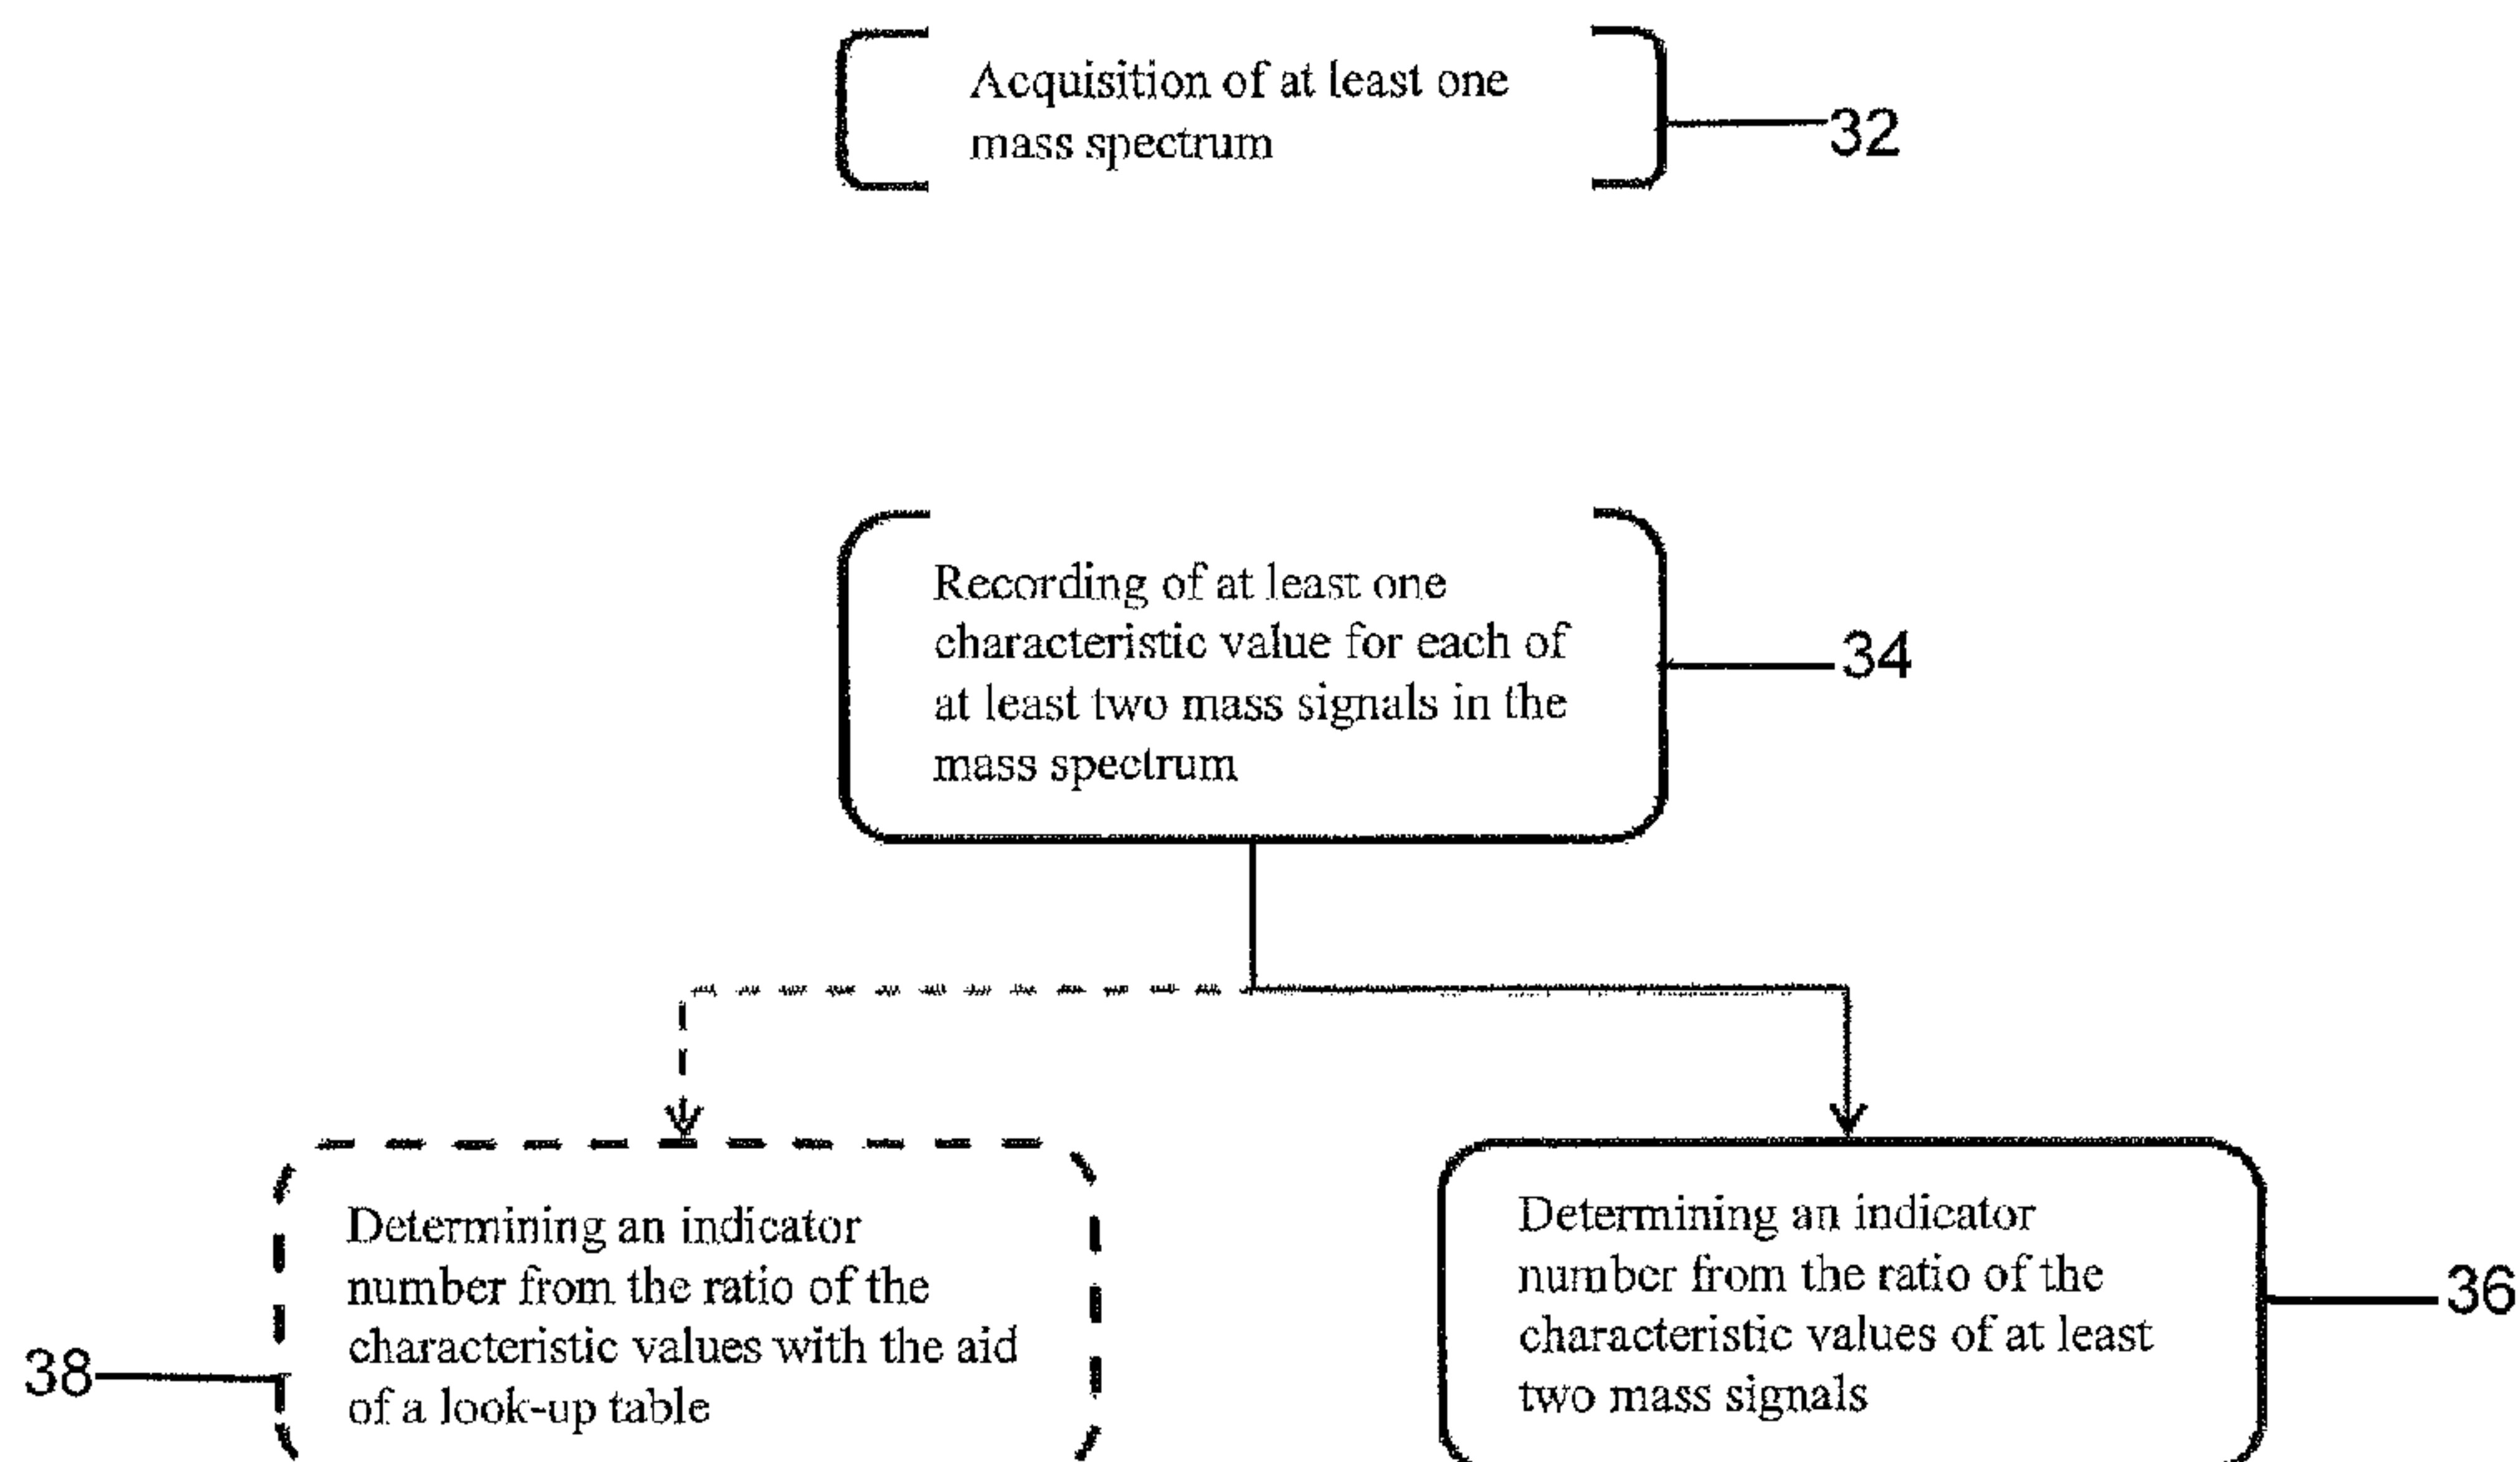 Acquisition of at least one
mass spectrum
32
Recording of at least one
characteristic value for each of
at least two mass signals in the
mass spectrum
34
Determining an indicator
number from the ratio of the
characteristic values with the aid
of a look-up table
38
Determining an indicator
number from the ratio of the
characteristic values of at least
two mass signals
36